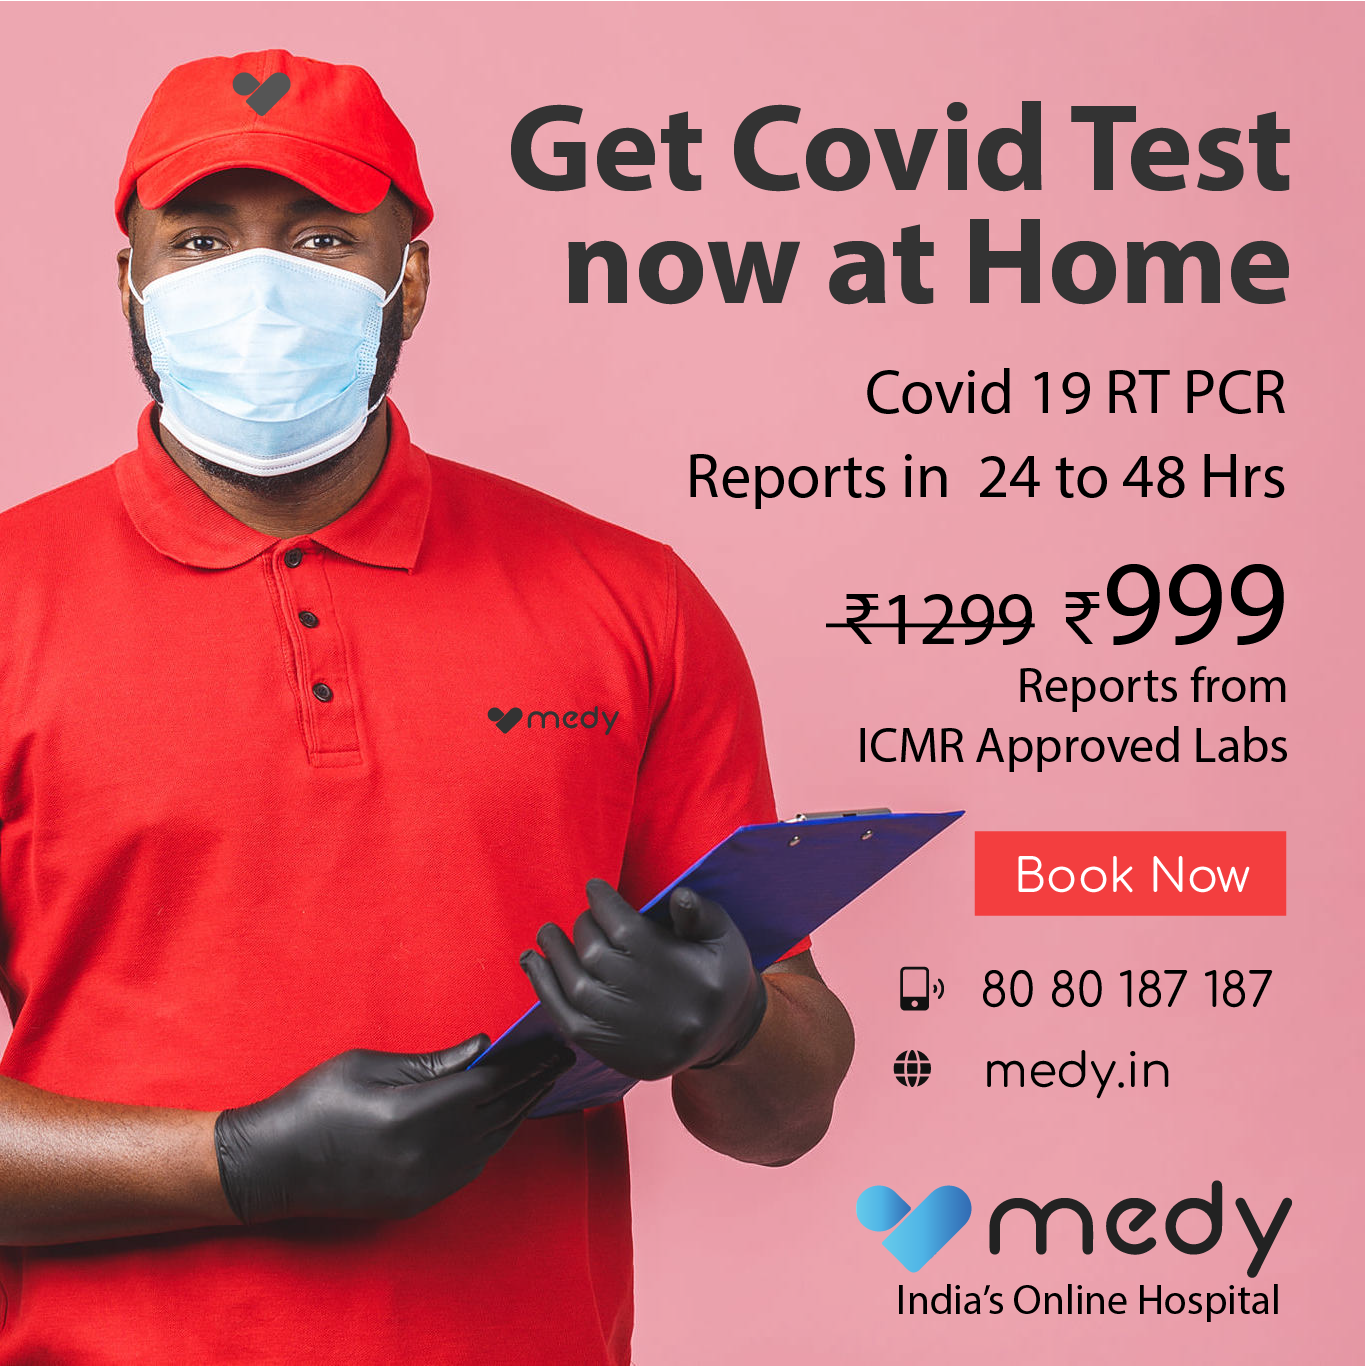 Get Covid Test
now at Home
Covid 19 RT PCR
Reports in 24 to 48 Hrs
₹1299 ₹999
Reports from
ICMR Approved Labs
medy
Book Now
80 80 187 187
medy.in
medy
India's Online Hospital